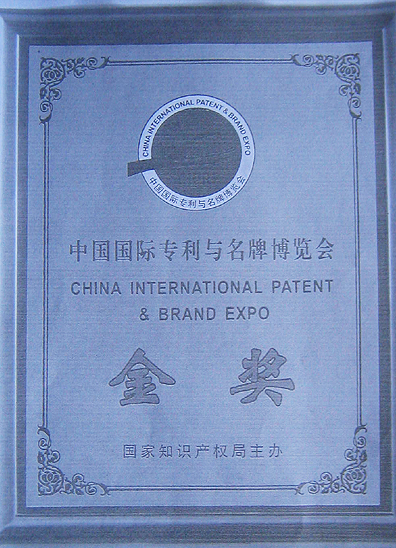 CHINA INTERNATIONAL PATENT & BRAND EXPO
中国国际专利与名牌博览会
中国国际专利与名牌博览会
CHINA INTERNATIONAL PATENT
& BRAND EXPO
金奖
国家知识产权局主办